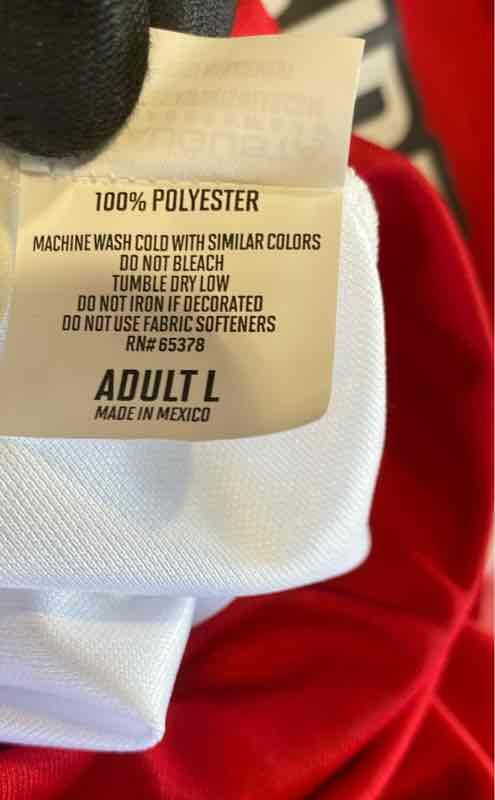 100% POLYESTER
MACHINE WASH COLD WITH SIMILAR COLORS
DO NOT BLEACH
TUMBLE DRY LOW
DO NOT IRON IF DECORATED
DO NOT USE FABRIC SOFTENERS
RN# 65378
ADULT L
MADE IN MEXICO